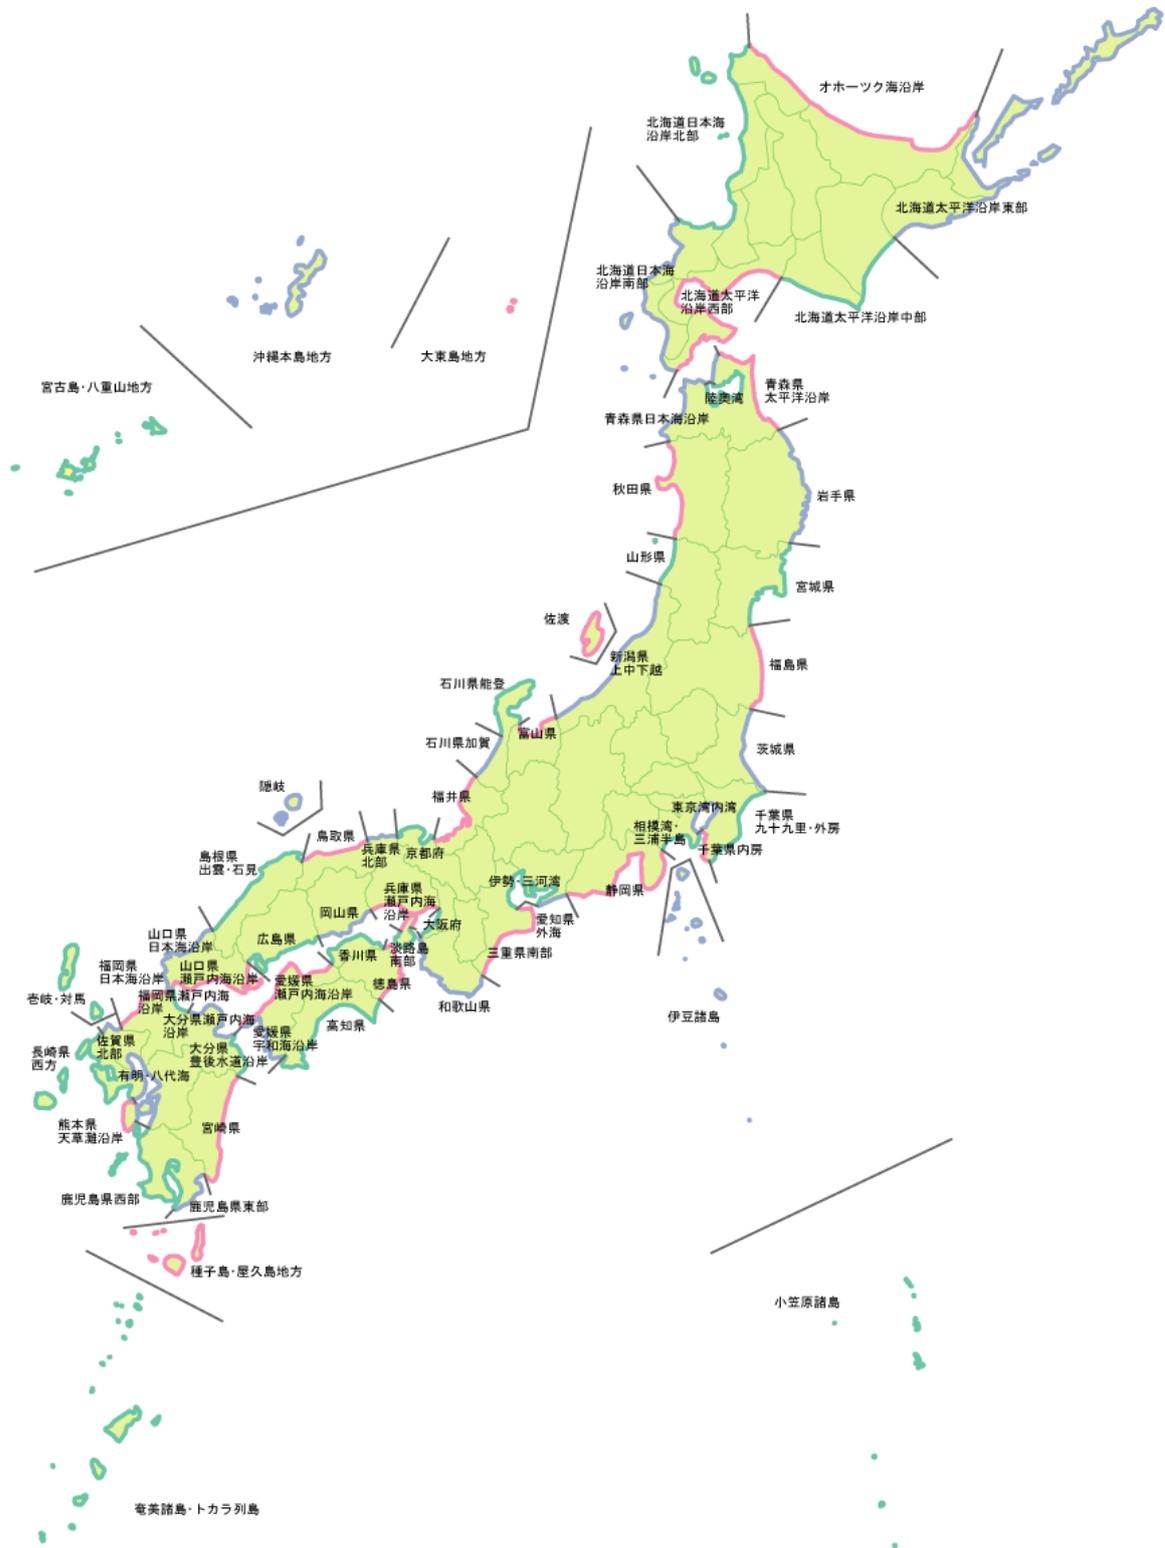 オホーツク海沿岸
北海道日本海
沿岸北部
北海道太平洋沿岸東部
北海道日本海
沿岸南部
北海道太平洋
沿岸西部
北海道太平洋沿岸中部
沖縄本島地方
大東島地方
宮古島・八重山地方
青森県
太平洋沿岸
陸奥湾
青森県日本海沿岸
秋田県
岩手県
山形県
宮城県
佐渡
新潟県
上中下越
福島県
石川県能登
富山県
石川県加賀
茨城県
隠岐
福井県
東京湾内湾
千葉県
九十九里・外房
相模湾・
三浦半島
千葉県内房
鳥取県
兵庫県
北部
京都府
島根県
出雲・石見
伊勢・三河湾
静岡県
兵庫県
瀬戸内海
沿岸
岡山県
大阪府
愛知県
外海
山口県
日本海沿岸
広島県
香川県
淡路島
南部
三重県南部
福岡県
日本海沿岸
山口県
瀬戸内海沿岸
愛媛県
瀬戸内海沿岸
徳島県
和歌山県
壱岐・対馬
福岡県瀬戸内海
沿岸
大分県瀬戸内海
沿岸
愛媛県
宇和海沿岸
高知県
伊豆諸島
佐賀県
北部
長崎県
西方
大分県
豊後水道沿岸
有明・八代海
熊本県
天草灘沿岸
宮崎県
鹿児島県西部
鹿児島県東部
種子島・屋久島地方
小笠原諸島
奄美諸島・トカラ列島